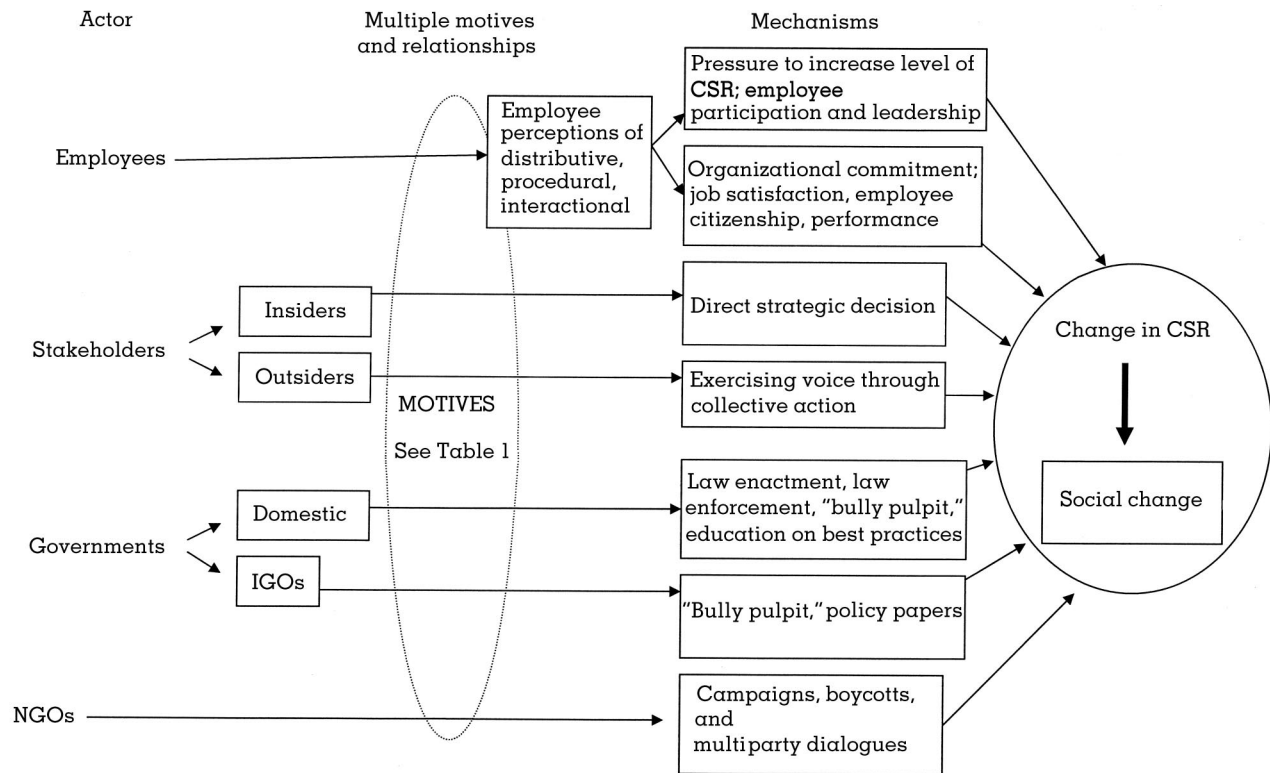 Actor
Multiple motives
and relationships
Mechanisms
Employees
Employee
perceptions of
distributive,
procedural,
interactional
Pressure to increase level of
CSR; employee
participation and leadership
Organizational commitment;
job satisfaction, employee
citizenship, performance
Stakeholders
Insiders
Outsiders
Direct strategic decision
Exercising voice through
collective action
MOTIVES
See Table 1
Governments
Domestic
IGOs
Law enactment, law
enforcement, "bully pulpit,"
education on best practices
"Bully pulpit," policy papers
NGOs
Campaigns, boycotts,
and
multiparty dialogues
Change in CSR
Social change